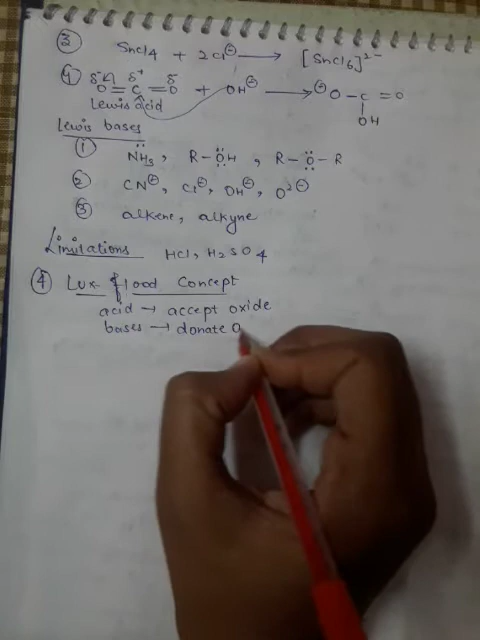 ③ SnCl4 + 2Cl⊖ → [SnCl6]2-
④ δ- O = δ+ C = δ- O + OH⊖ → ⊖O - C = O
OH
Lewis acid
Lewis bases
① N̈H3, R-ÖH, R-Ö-R
② CN⊖, Cl⊖, OH⊖, O2⊖
③ alkene, alkyne
Limitations HCl, H2SO4
④ Lux flood Concept
acid → accept oxide
bases → donate O